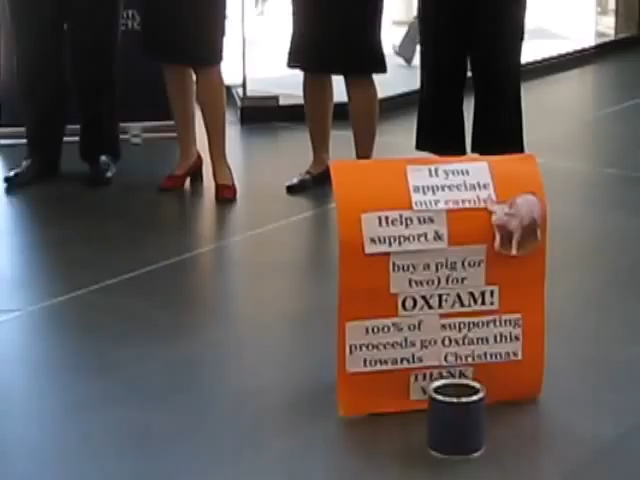 If you
appreciate
our carols
Help us
support &
buy a pig (or
two) for
OXFAM!
100% of
proceeds go
towards
supporting
Oxfam this
Christmas
THANK